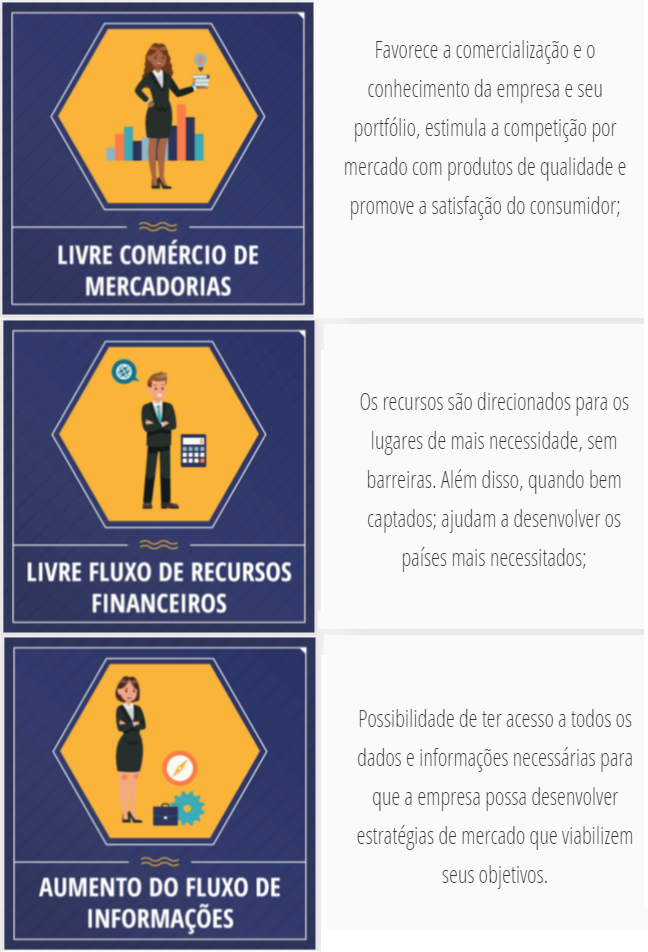 LIVRE COMÉRCIO DE
MERCADORIAS
Favorece a comercialização e o
conhecimento da empresa e seu
portfólio, estimula a competição por
mercado com produtos de qualidade e
promove a satisfação do consumidor;
LIVRE FLUXO DE RECURSOS
FINANCEIROS
Os recursos são direcionados para os
lugares de mais necessidade, sem
barreiras. Além disso, quando bem
captados; ajudam a desenvolver os
países mais necessitados;
AUMENTO DO FLUXO DE
INFORMAÇÕES
Possibilidade de ter acesso a todos os
dados e informações necessárias para
que a empresa possa desenvolver
estratégias de mercado que viabilizem
seus objetivos.